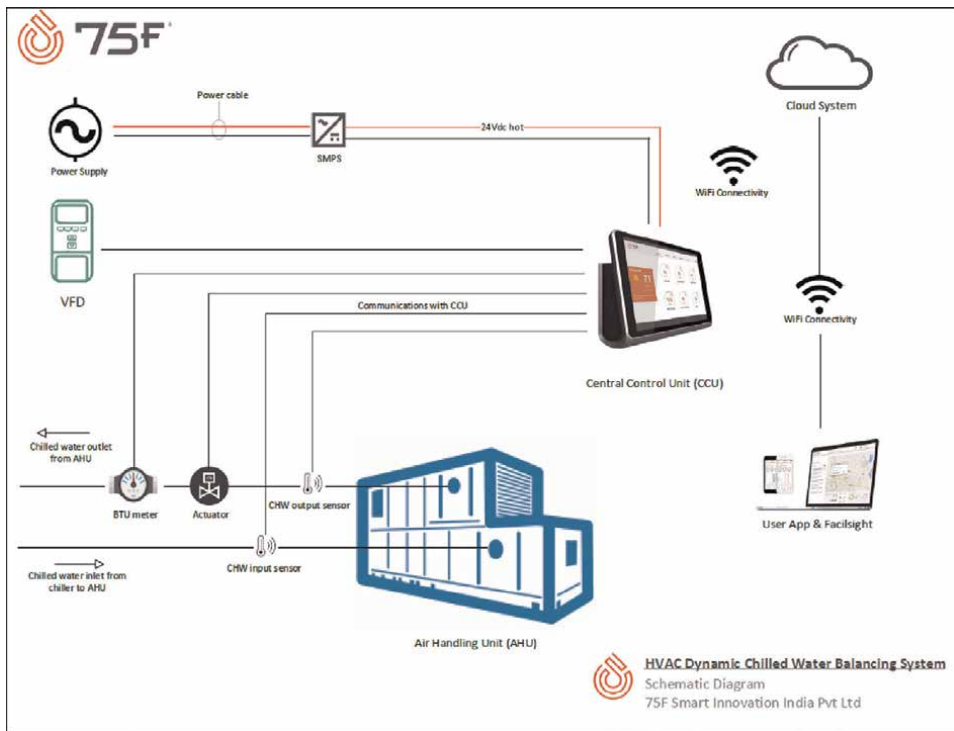 75F
Power cable
24Vdc hot
Cloud System
Power Supply
SMPS
WiFi Connectivity
VFD
Communications with CCU
WiFi Connectivity
Central Control Unit (CCU)
Chilled water outlet
from AHU
BTU meter
Actuator
CHW output sensor
User App & Facilsight
CHW input sensor
Chilled water inlet from
chiller to AHU
Air Handling Unit (AHU)
HVAC Dynamic Chilled Water Balancing System
Schematic Diagram
75F Smart Innovation India Pvt Ltd